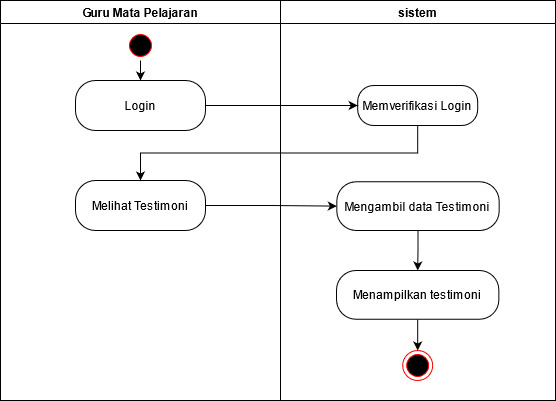 Guru Mata Pelajaran
sistem
Login
Memverifikasi Login
Melihat Testimoni
Mengambil data Testimoni
Menampilkan testimoni